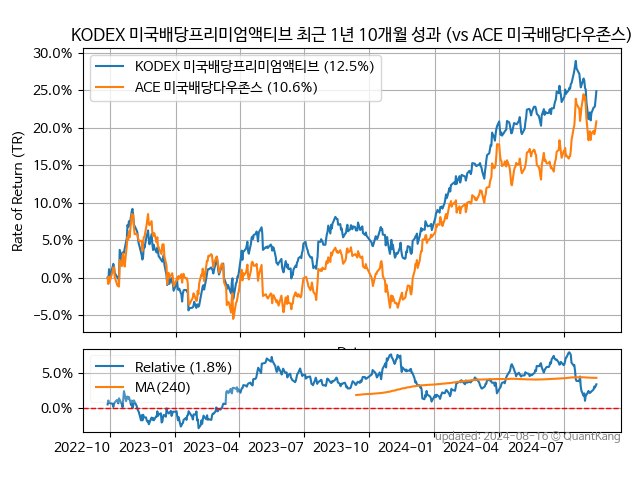 KODEX 미국배당프리미엄액티브 최근 1년 10개월 성과 (vs ACE 미국배당다우존스)
30.0%
25.0%
20.0%
15.0%
10.0%
5.0%
0.0%
−5.0%
Rate of Return (TR)
KODEX 미국배당프리미엄액티브 (12.5%)
ACE 미국배당다우존스 (10.6%)
5.0%
0.0%
Relative (1.8%)
MA(240)
2022−10 2023−01 2023−04 2023−07 2023−10 2024−01 2024−04 2024−07
updated: 2024−08−16 © QuantKang